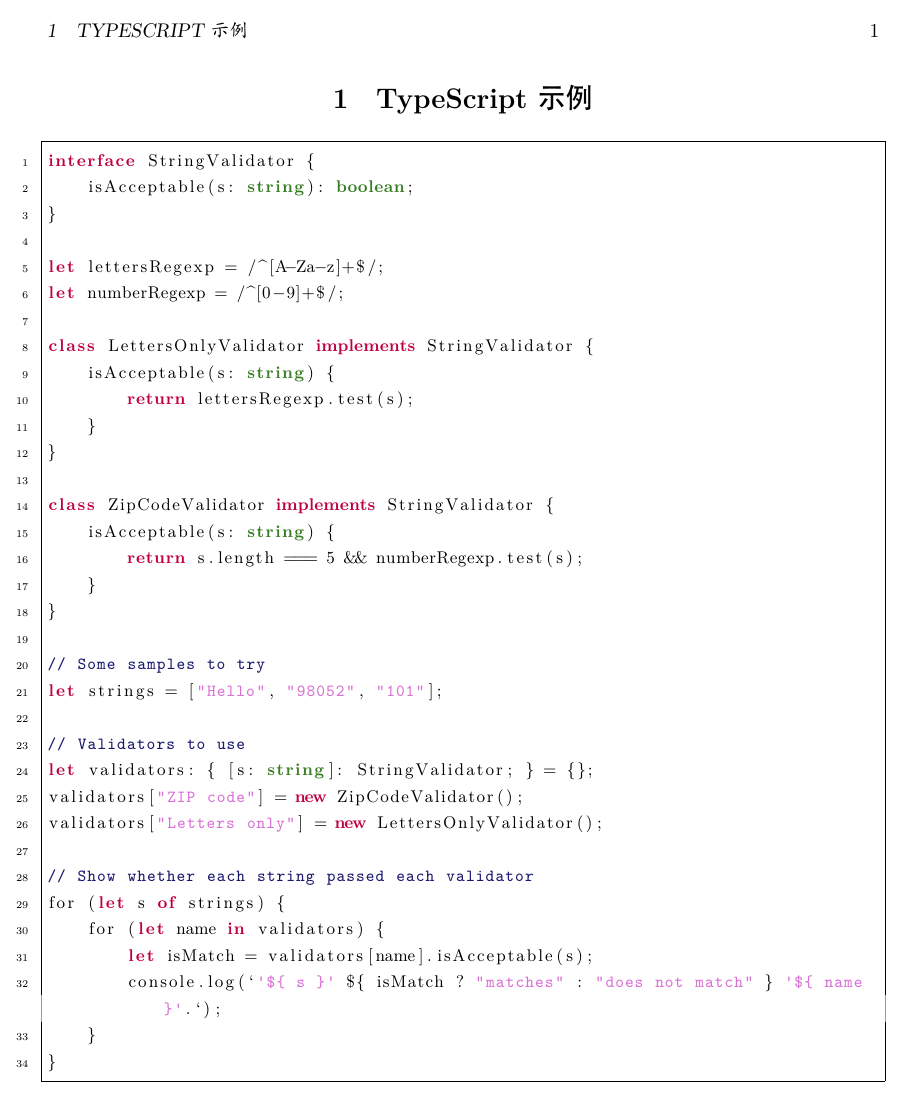 1 TYPESCRIPT 示例 1
1 TypeScript 示例
1 interface StringValidator {
2     isAcceptable(s: string): boolean;
3 }
4
5 let lettersRegexp = /^[A-Za-z]+$/;
6 let numberRegexp = /^[0-9]+$/;
7
8 class LettersOnlyValidator implements StringValidator {
9     isAcceptable(s: string) {
10         return lettersRegexp.test(s);
11     }
12 }
13
14 class ZipCodeValidator implements StringValidator {
15     isAcceptable(s: string) {
16         return s.length === 5 && numberRegexp.test(s);
17     }
18 }
19
20 // Some samples to try
21 let strings = ["Hello", "98052", "101"];
22
23 // Validators to use
24 let validators: { [s: string]: StringValidator; } = {};
25 validators["ZIP code"] = new ZipCodeValidator();
26 validators["Letters only"] = new LettersOnlyValidator();
27
28 // Show whether each string passed each validator
29 for (let s of strings) {
30     for (let name in validators) {
31         let isMatch = validators[name].isAcceptable(s);
32         console.log(`'${ s }' ${ isMatch ? "matches" : "does not match" } '${ name
}'.`);
33     }
34 }